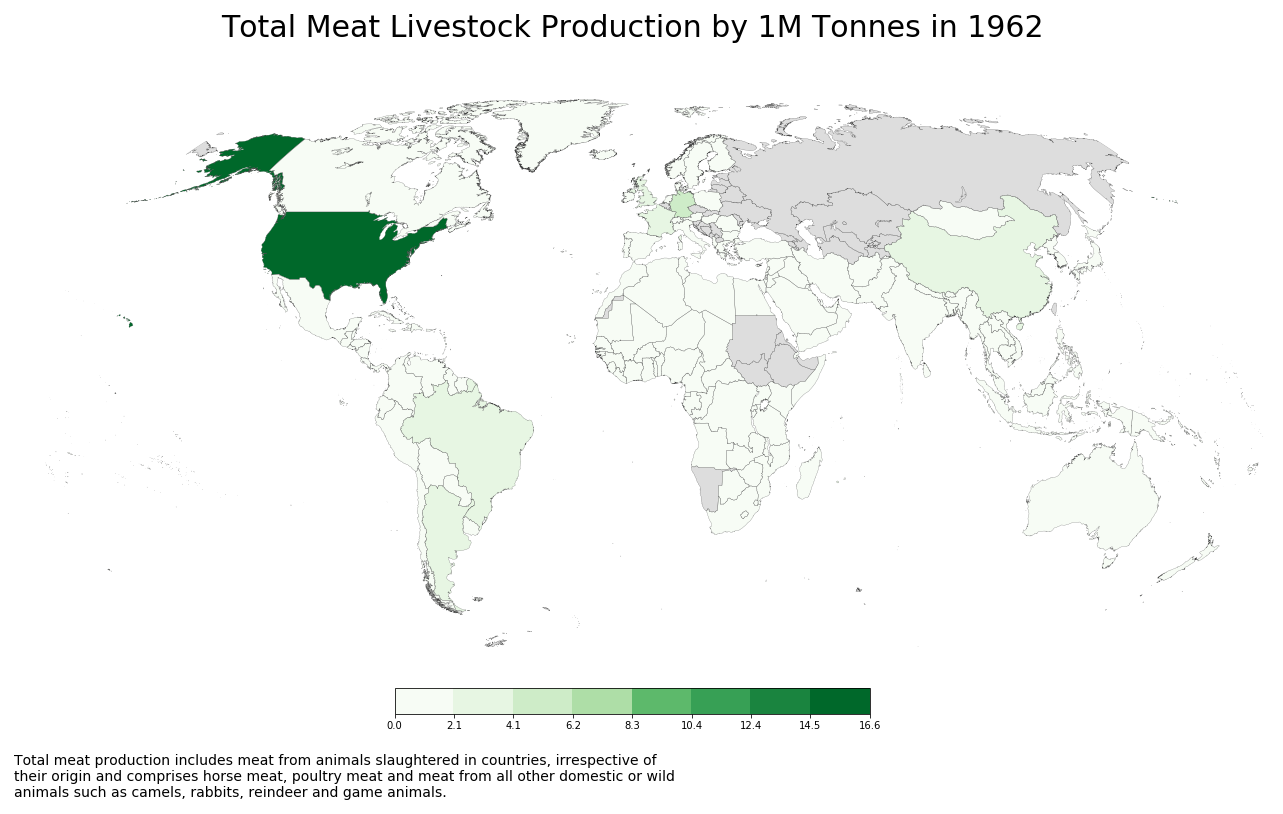 Total Meat Livestock Production by 1M Tonnes in 1962
0.0 2.1 4.1 6.2 8.3 10.4 12.4 14.5 16.6
Total meat production includes meat from animals slaughtered in countries, irrespective of
their origin and comprises horse meat, poultry meat and meat from all other domestic or wild
animals such as camels, rabbits, reindeer and game animals.